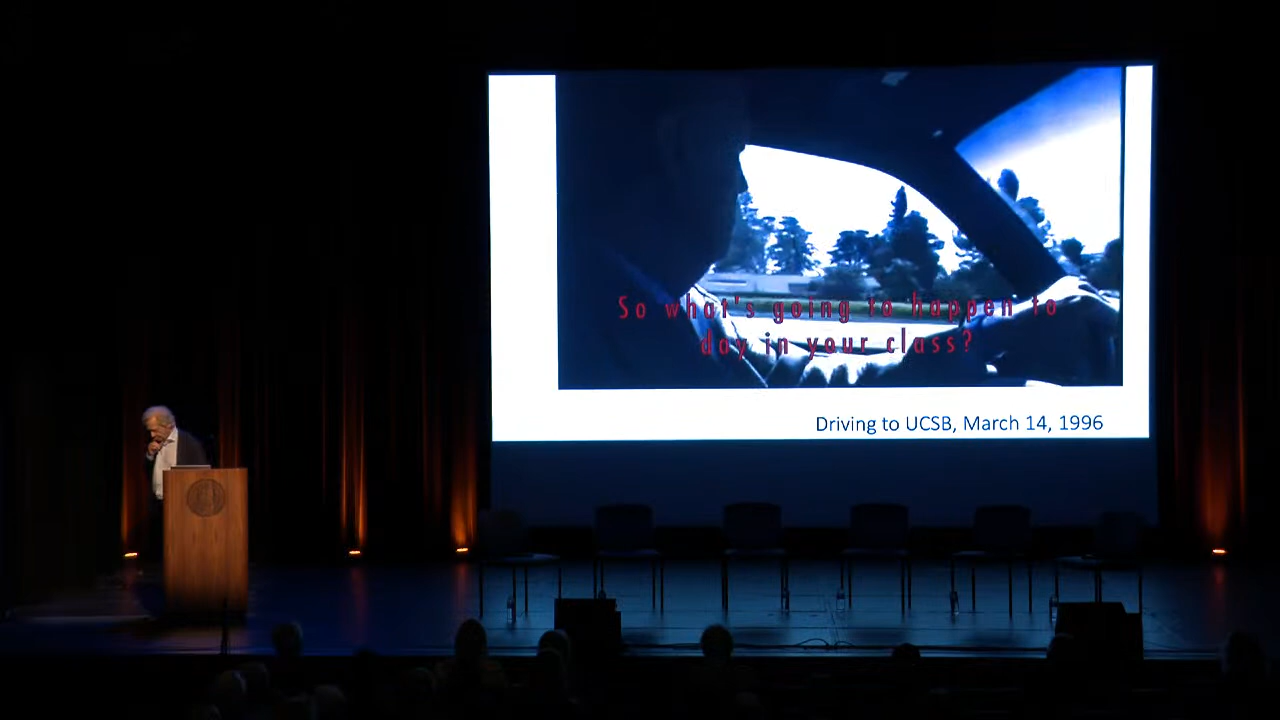 So what's going to happen to
day in your class?
Driving to UCSB, March 14, 1996